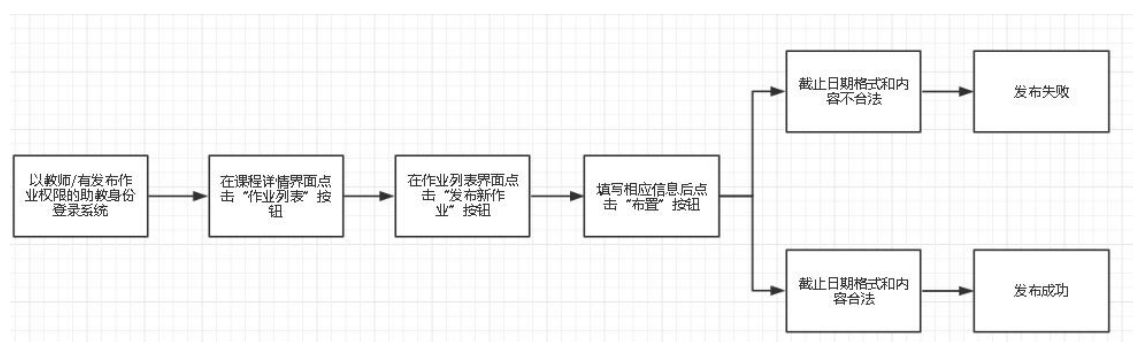 以教师/有发布作
业权限的助教身份
登录系统
在课程详情界面点
击“作业列表”按
钮
在作业列表界面点
击“发布新作
业”按钮
填写相应信息后点
击“布置”按钮
截止日期格式和内
容不合法
发布失败
截止日期格式和内
容合法
发布成功